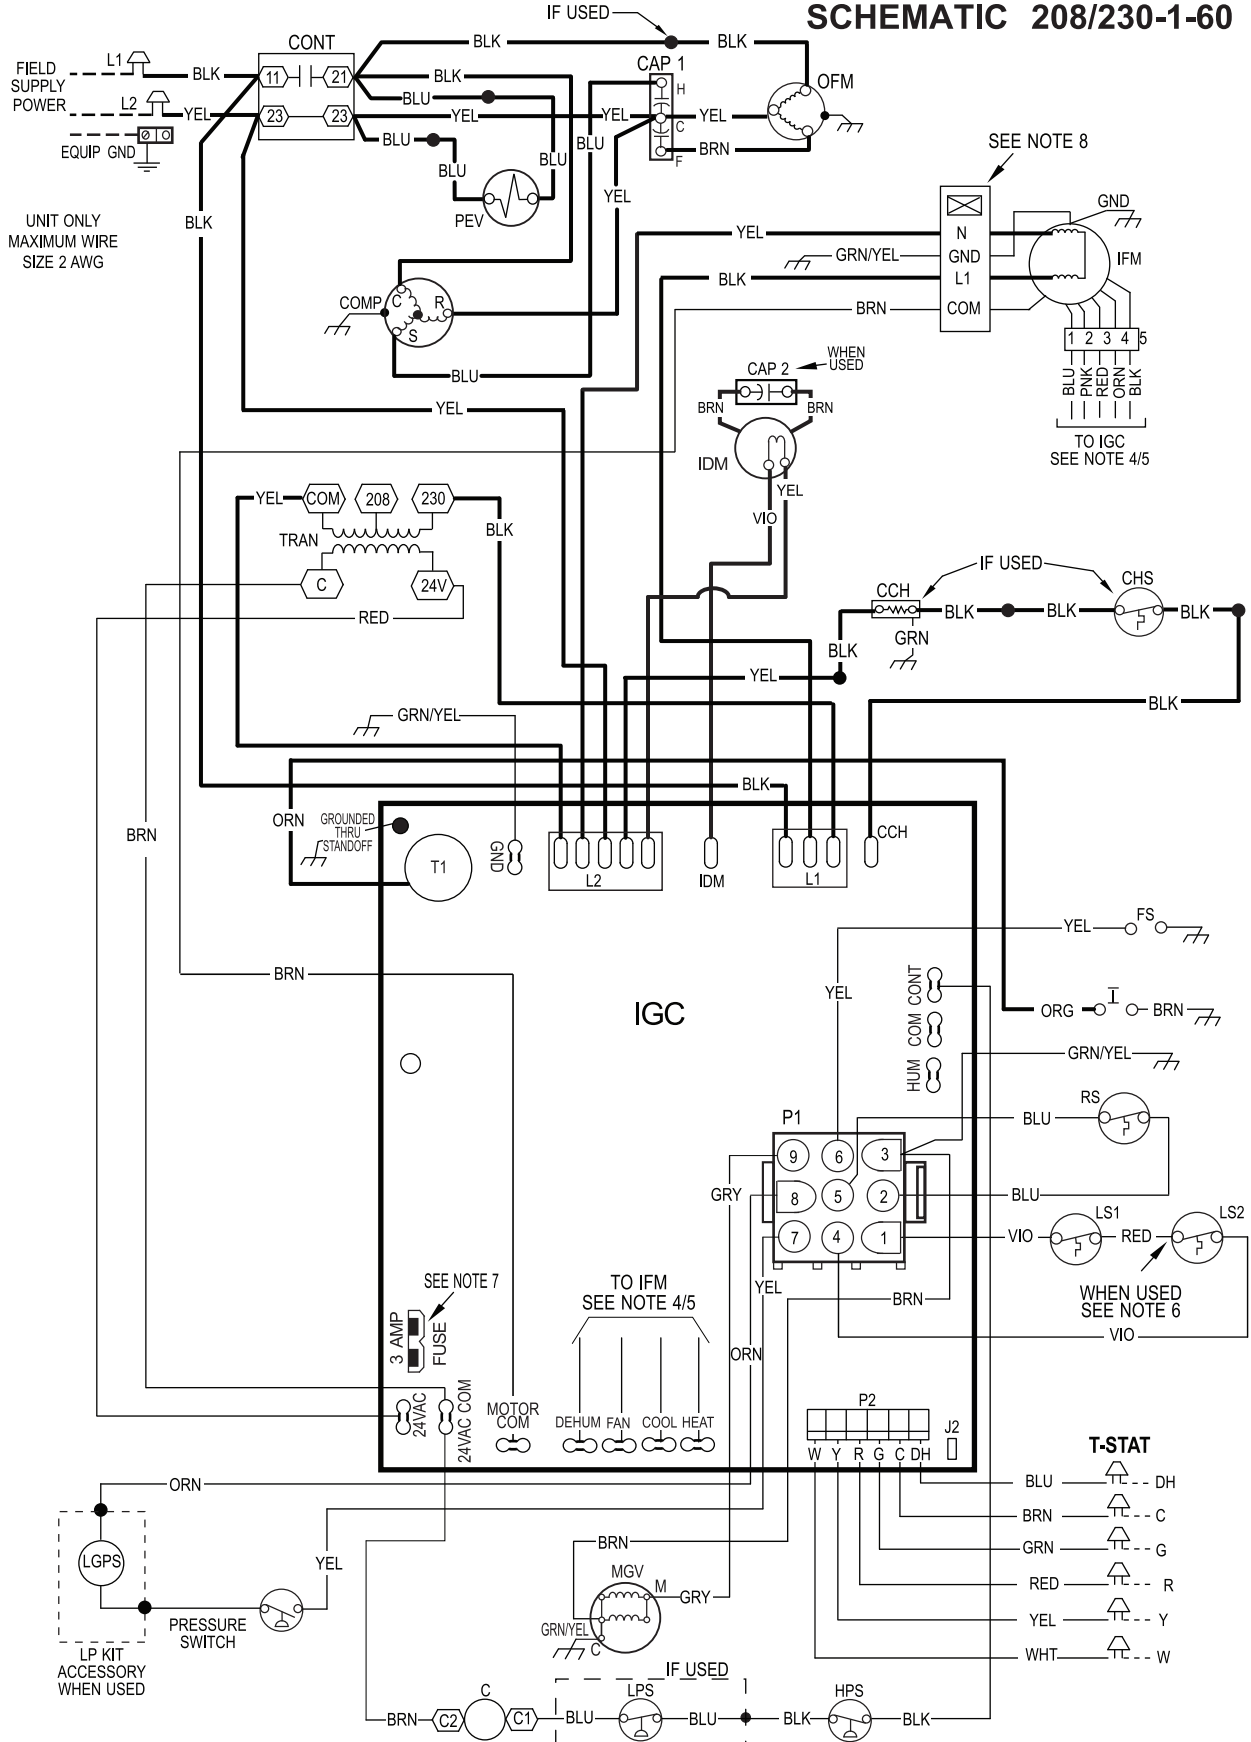 SCHEMATIC 208/230-1-60
IF USED
BLK
BLK
CONT
L1
FIELD
SUPPLY
POWER
BLK
11
21
BLK
CAP 1
H
OFM
L2
YEL
23
23
BLU
YEL
YEL
C
YEL
EQUIP GND
BLU
BLU
BLU
BLU
F
BRN
PEV
YEL
SEE NOTE 8
UNIT ONLY
MAXIMUM WIRE
SIZE 2 AWG
BLK
YEL
N
GND
GRN/YEL
GND
IFM
BLK
L1
COMP
C
R
S
BRN
COM
1 2 3 4 5
BLU
PNK
RED
ORN
BLK
TO IGC
SEE NOTE 4/5
BLU
WHEN
USED
CAP 2
YEL
BRN
BRN
IDM
YEL
VIO
YEL
COM
208
230
BLK
TRAN
C
24V
RED
IF USED
CCH
CHS
BLK
BLK
BLK
GRN
BLK
YEL
BLK
GRN/YEL
BLK
BRN
ORN
GROUNDED
THRU
STANDOFF
T1
GND
L2
IDM
L1
CCH
YEL
FS
BRN
YEL
CONT
COM
HUM
IGC
ORG
I
BRN
GRN/YEL
RS
P1
BLU
9
6
3
GRY
8
5
2
BLU
7
4
1
VIO
LS1
RED
LS2
YEL
BRN
WHEN USED
SEE NOTE 6
VIO
SEE NOTE 7
TO IFM
SEE NOTE 4/5
3 AMP
FUSE
ORN
24VAC
24VAC COM
MOTOR
COM
DEHUM
FAN
COOL
HEAT
P2
J2
W Y R G C DH
T-STAT
BLU
DH
BRN
C
GRN
G
RED
R
YEL
Y
WHT
W
ORN
LGPS
YEL
PRESSURE
SWITCH
LP KIT
ACCESSORY
WHEN USED
BRN
MGV
M
GRY
GRN/YEL
C
IF USED
BRN
C2
C
C1
BLU
LPS
BLU
BLK
HPS
BLK